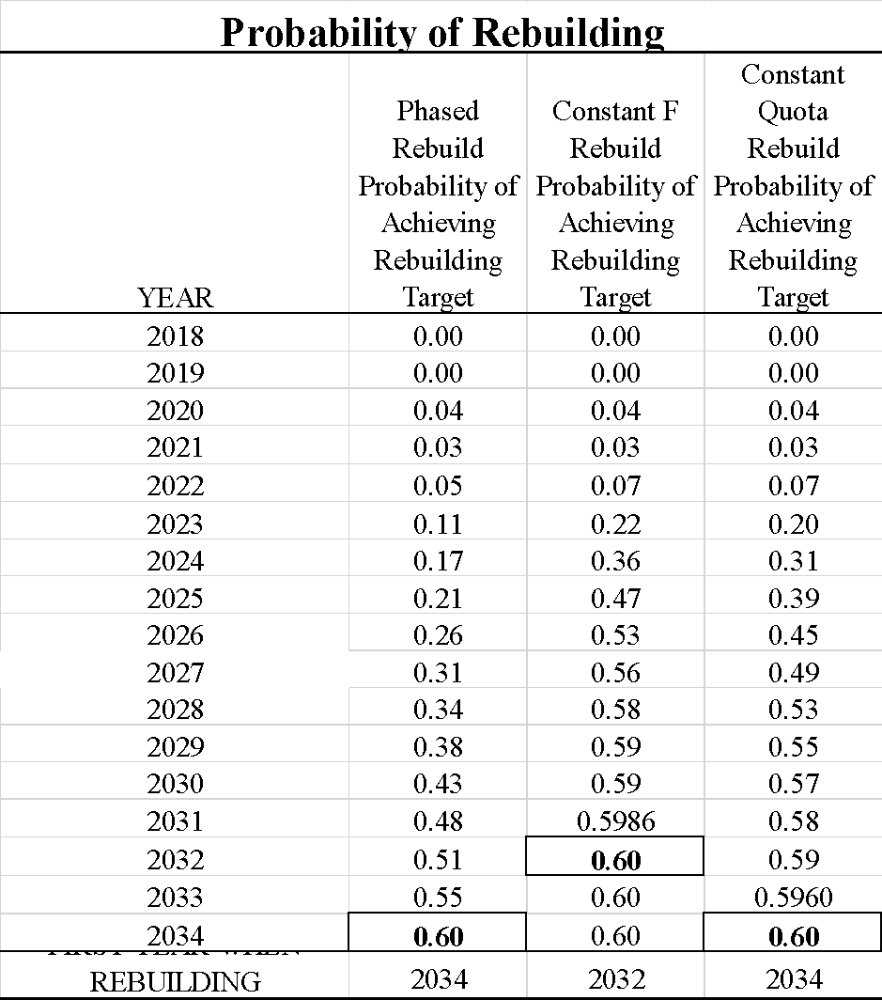 Probability of Rebuilding
YEAR Phased Rebuild Probability of Achieving Rebuilding Target Constant F Rebuild Probability of Achieving Rebuilding Target Constant Quota Rebuild Probability of Achieving Rebuilding Target
2018 0.00 0.00 0.00
2019 0.00 0.00 0.00
2020 0.04 0.04 0.04
2021 0.03 0.03 0.03
2022 0.05 0.07 0.07
2023 0.11 0.22 0.20
2024 0.17 0.36 0.31
2025 0.21 0.47 0.39
2026 0.26 0.53 0.45
2027 0.31 0.56 0.49
2028 0.34 0.58 0.53
2029 0.38 0.59 0.55
2030 0.43 0.59 0.57
2031 0.48 0.5986 0.58
2032 0.51 0.60 0.59
2033 0.55 0.60 0.5960
2034 0.60 0.60 0.60
FIRST YEAR WHEN
REBUILDING 2034 2032 2034